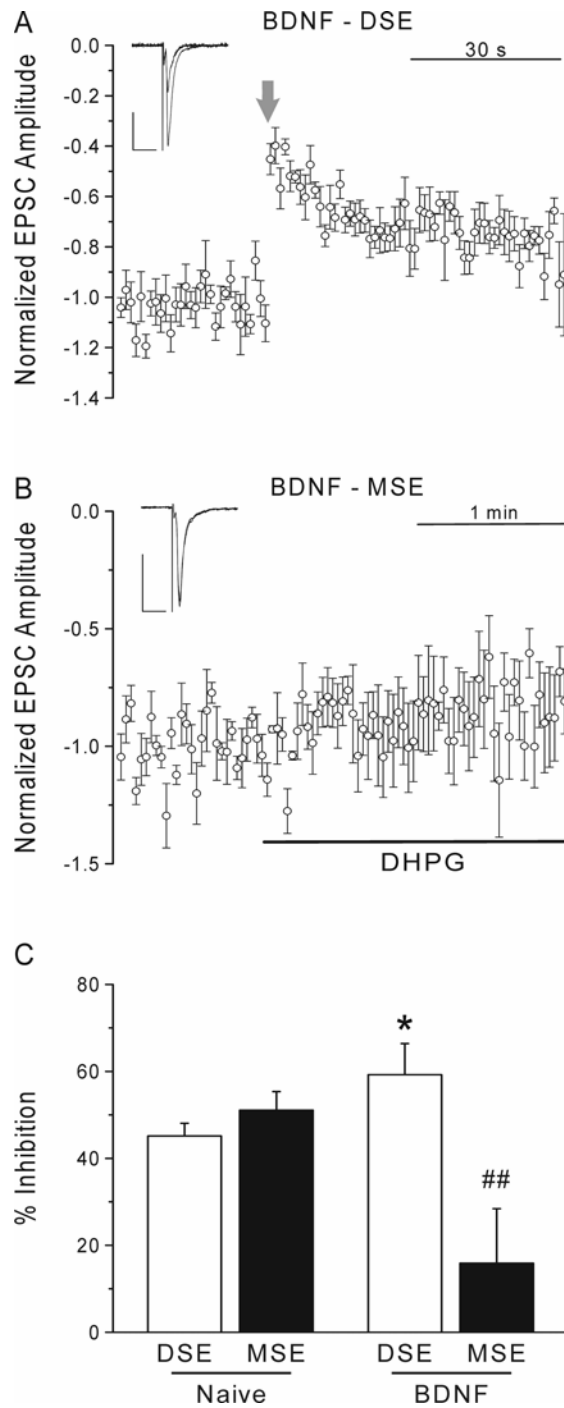 A
BDNF - DSE
30 s
0.0
-0.2
-0.4
-0.6
-0.8
-1.0
-1.2
-1.4
Normalized EPSC Amplitude
B
BDNF - MSE
1 min
0.0
-0.5
-1.0
-1.5
Normalized EPSC Amplitude
DHPG
C
80
60
40
20
0
% Inhibition
*
##
DSE MSE DSE MSE
Naive BDNF